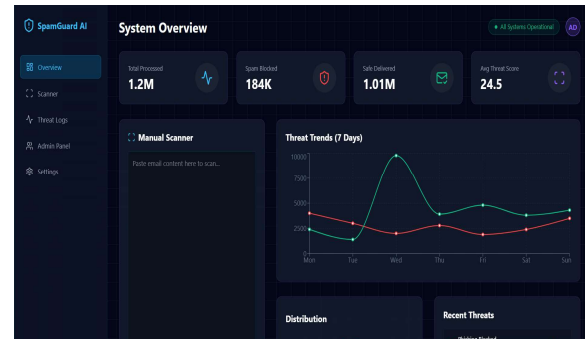 SpamGuard AI
System Overview
All Systems Operational
AD
Overview
Scanner
Threat Logs
Admin Panel
Settings
Total Processed
1.2M
Spam Blocked
184K
Safe Delivered
1.01M
Avg Threat Score
24.5
Manual Scanner
Paste email content here to scan...
Threat Trends (7 Days)
10000
7500
5000
2500
0
Mon Tue Wed Thu Fri Sat Sun
Distribution
Recent Threats
Phishing Blocked